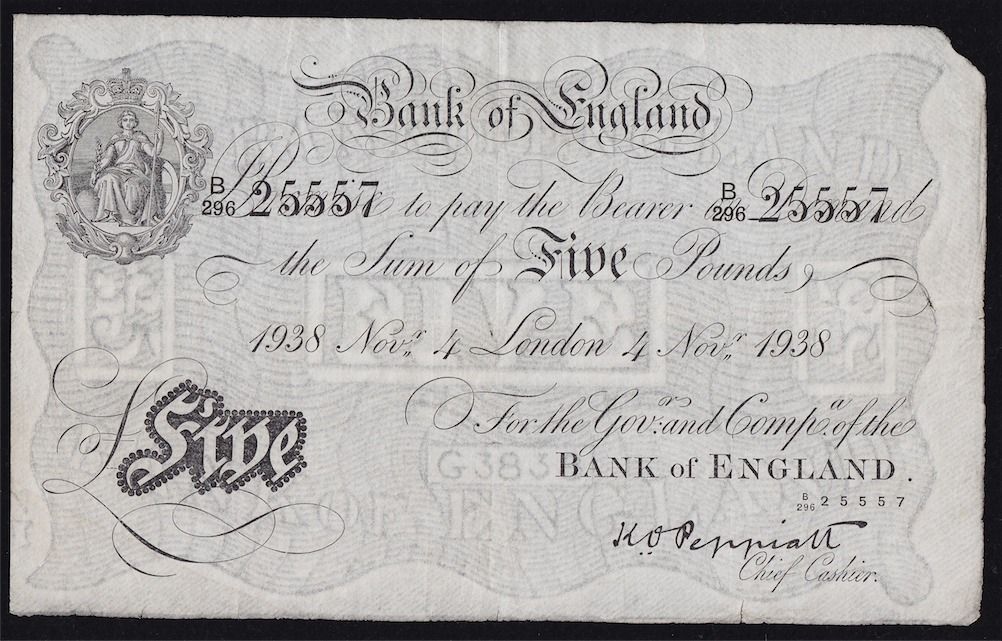 Bank of England
B
296 25557 to pay the Bearer on Demand B
296 25557
the Sum of Five Pounds,
1938 Novr. 4 London 4 Novr. 1938
For the Govr. and Compa. of the
BANK of ENGLAND.
B
296 25557
£ Five
K O Peppiatt
Chief Cashier.